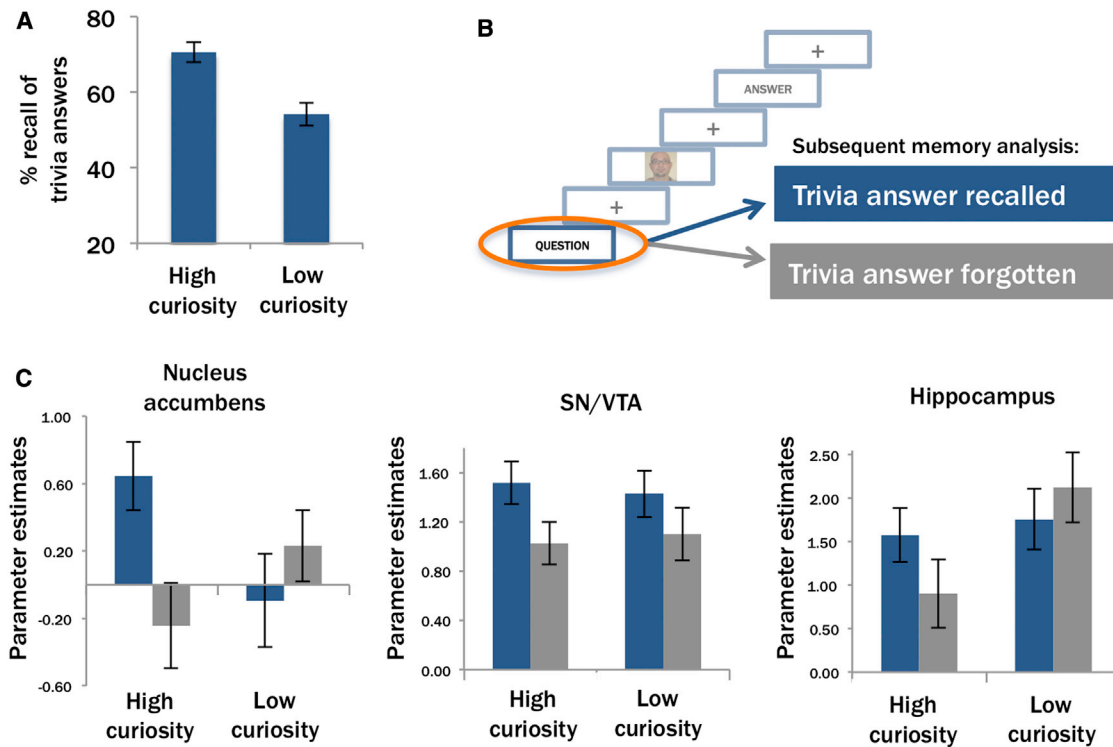 A
80
60
40
20
% recall of
trivia answers
High
curiosity
Low
curiosity
B
+
ANSWER
+
+
QUESTION
Subsequent memory analysis:
Trivia answer recalled
Trivia answer forgotten
C
Nucleus
accumbens
1.00
0.60
0.20
-0.20
-0.60
Parameter estimates
High
curiosity
Low
curiosity
SN/VTA
1.60
1.20
0.80
0.40
0.00
Parameter estimates
High
curiosity
Low
curiosity
Hippocampus
2.50
2.00
1.50
1.00
0.50
0.00
Parameter estimates
High
curiosity
Low
curiosity